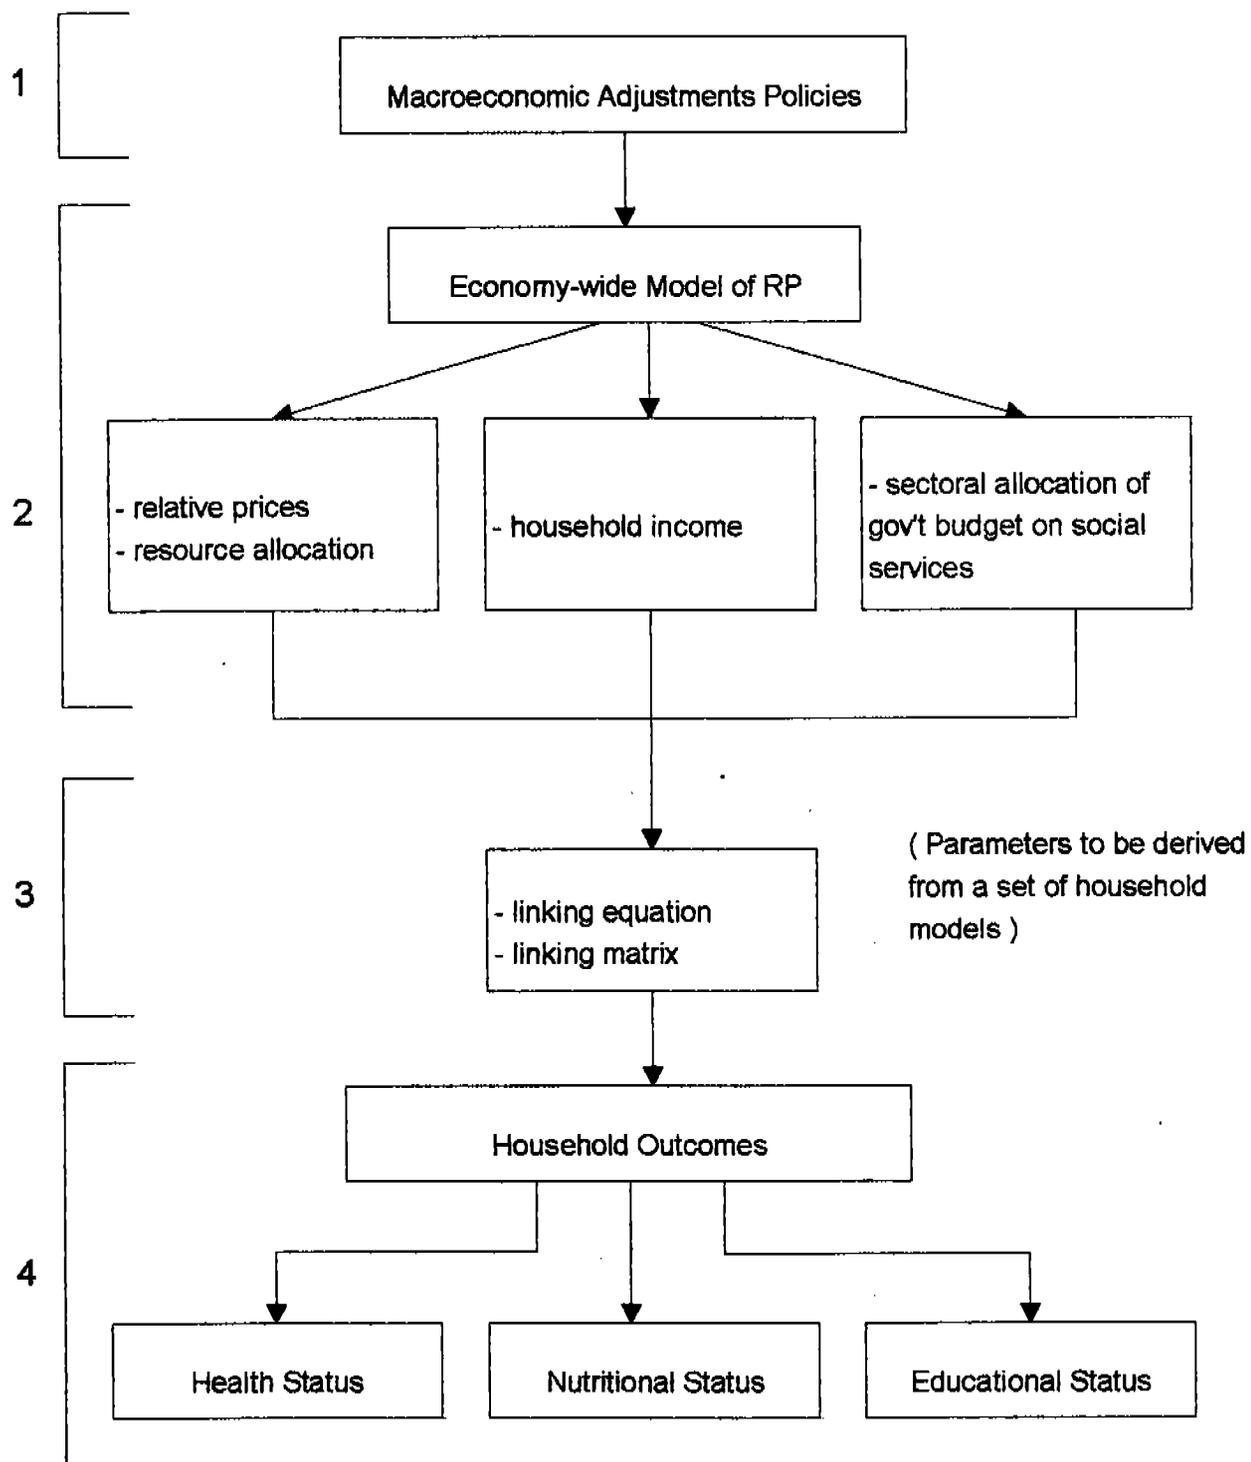 1
Macroeconomic Adjustments Policies
Economy-wide Model of RP
2
- relative prices
- resource allocation
- household income
- sectoral allocation of
gov't budget on social
services
3
- linking equation
- linking matrix
( Parameters to be derived
from a set of household
models )
Household Outcomes
4
Health Status
Nutritional Status
Educational Status